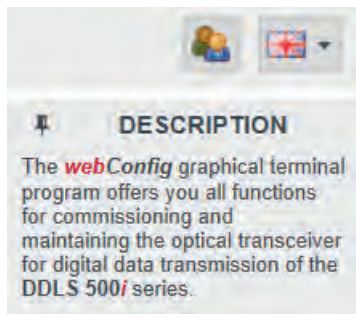 DESCRIPTION
The webConfig graphical terminal
program offers you all functions
for commissioning and
maintaining the optical transceiver
for digital data transmission of the
DDLS 500i series.